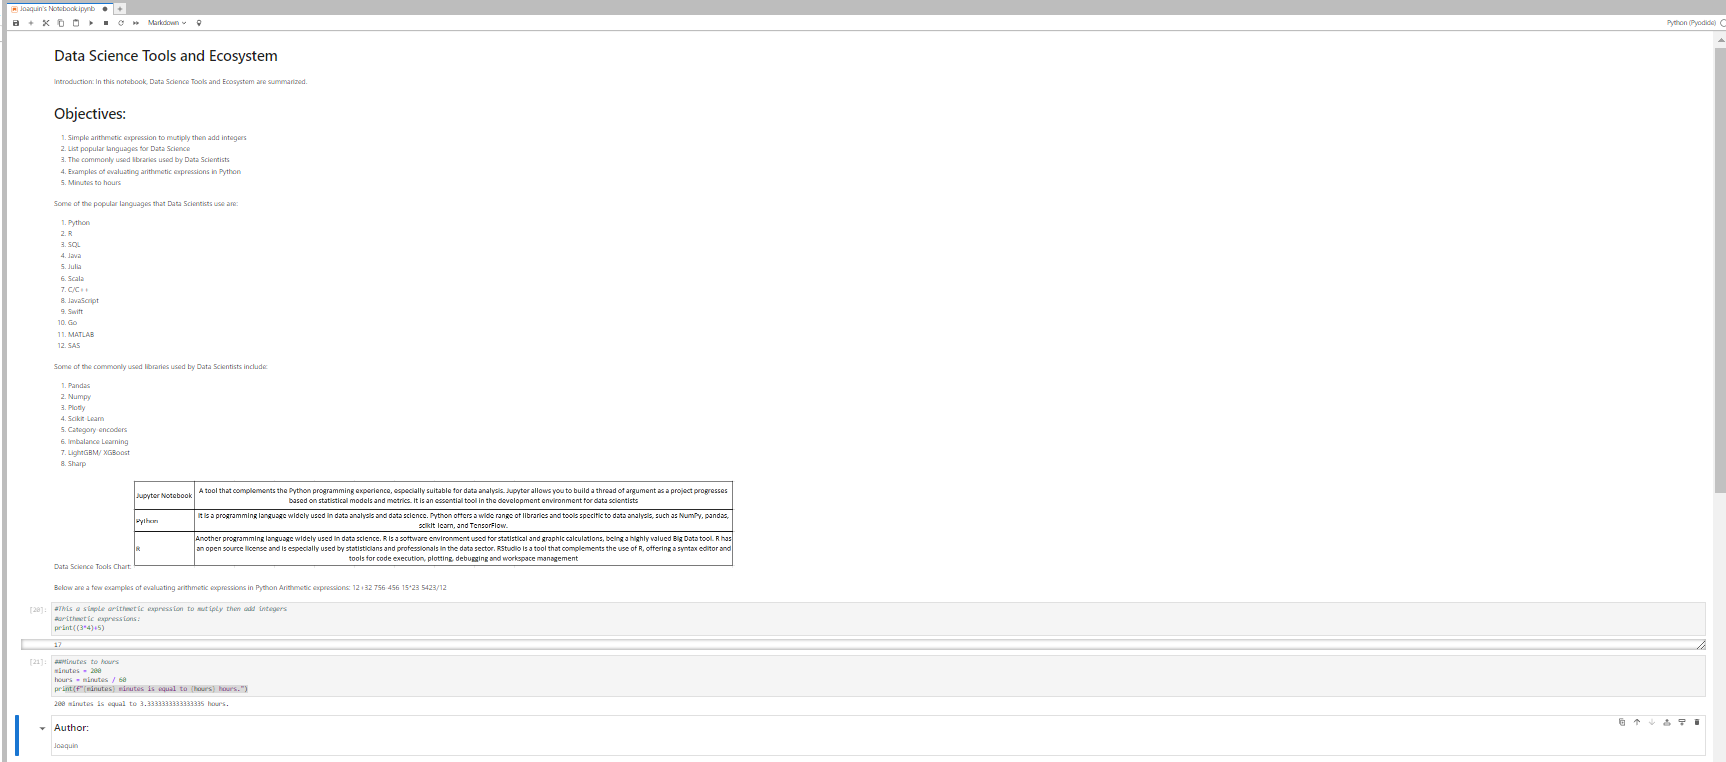 Joaquin's Notebook.ipynb
Markdown
Python (Pyodide)
Data Science Tools and Ecosystem
Introduction: In this notebook, Data Science Tools and Ecosystem are summarized.
Objectives:
1. Simple arithmetic expression to mutiply then add integers
2. List popular languages for Data Science
3. The commonly used libraries used by Data Scientists
4. Examples of evaluating arithmetic expressions in Python
5. Minutes to hours
Some of the popular languages that Data Scientists use are:
1. Python
2. R
3. SQL
4. Java
5. Julia
6. Scala
7. C/C++
8. JavaScript
9. Swift
10. Go
11. MATLAB
12. SAS
Some of the commonly used libraries used by Data Scientists include:
1. Pandas
2. Numpy
3. Plotly
4. Scikit-Learn
5. Category-encoders
6. Imbalance Learning
7. LightGBM/ XGBoost
8. Sharp
Jupyter Notebook
A tool that complements the Python programming experience, especially suitable for data analysis. Jupyter allows you to build a thread of argument as a project progresses
based on statistical models and metrics. It is an essential tool in the development environment for data scientists
Python
It is a programming language widely used in data analysis and data science. Python offers a wide range of libraries and tools specific to data analysis, such as NumPy, pandas,
scikit-learn, and TensorFlow.
R
Another programming language widely used in data science. R is a software environment used for statistical and graphic calculations, being a highly valued Big Data tool. R has
an open source license and is especially used by statisticians and professionals in the data sector. RStudio is a tool that complements the use of R, offering a syntax editor and
tools for code execution, plotting, debugging and workspace management
Data Science Tools Chart:
Below are a few examples of evaluating arithmetic expressions in Python Arithmetic expressions: 12+32 756-456 15*23 5423/12
[20]:
#This a simple arithmetic expression to mutiply then add integers
#arithmetic expressions:
print((3*4)+5)
17
[21]:
##Minutes to hours
minutes = 200
hours = minutes / 60
print(f"{minutes} minutes is equal to {hours} hours.")
200 minutes is equal to 3.3333333333333335 hours.
Author:
Joaquin